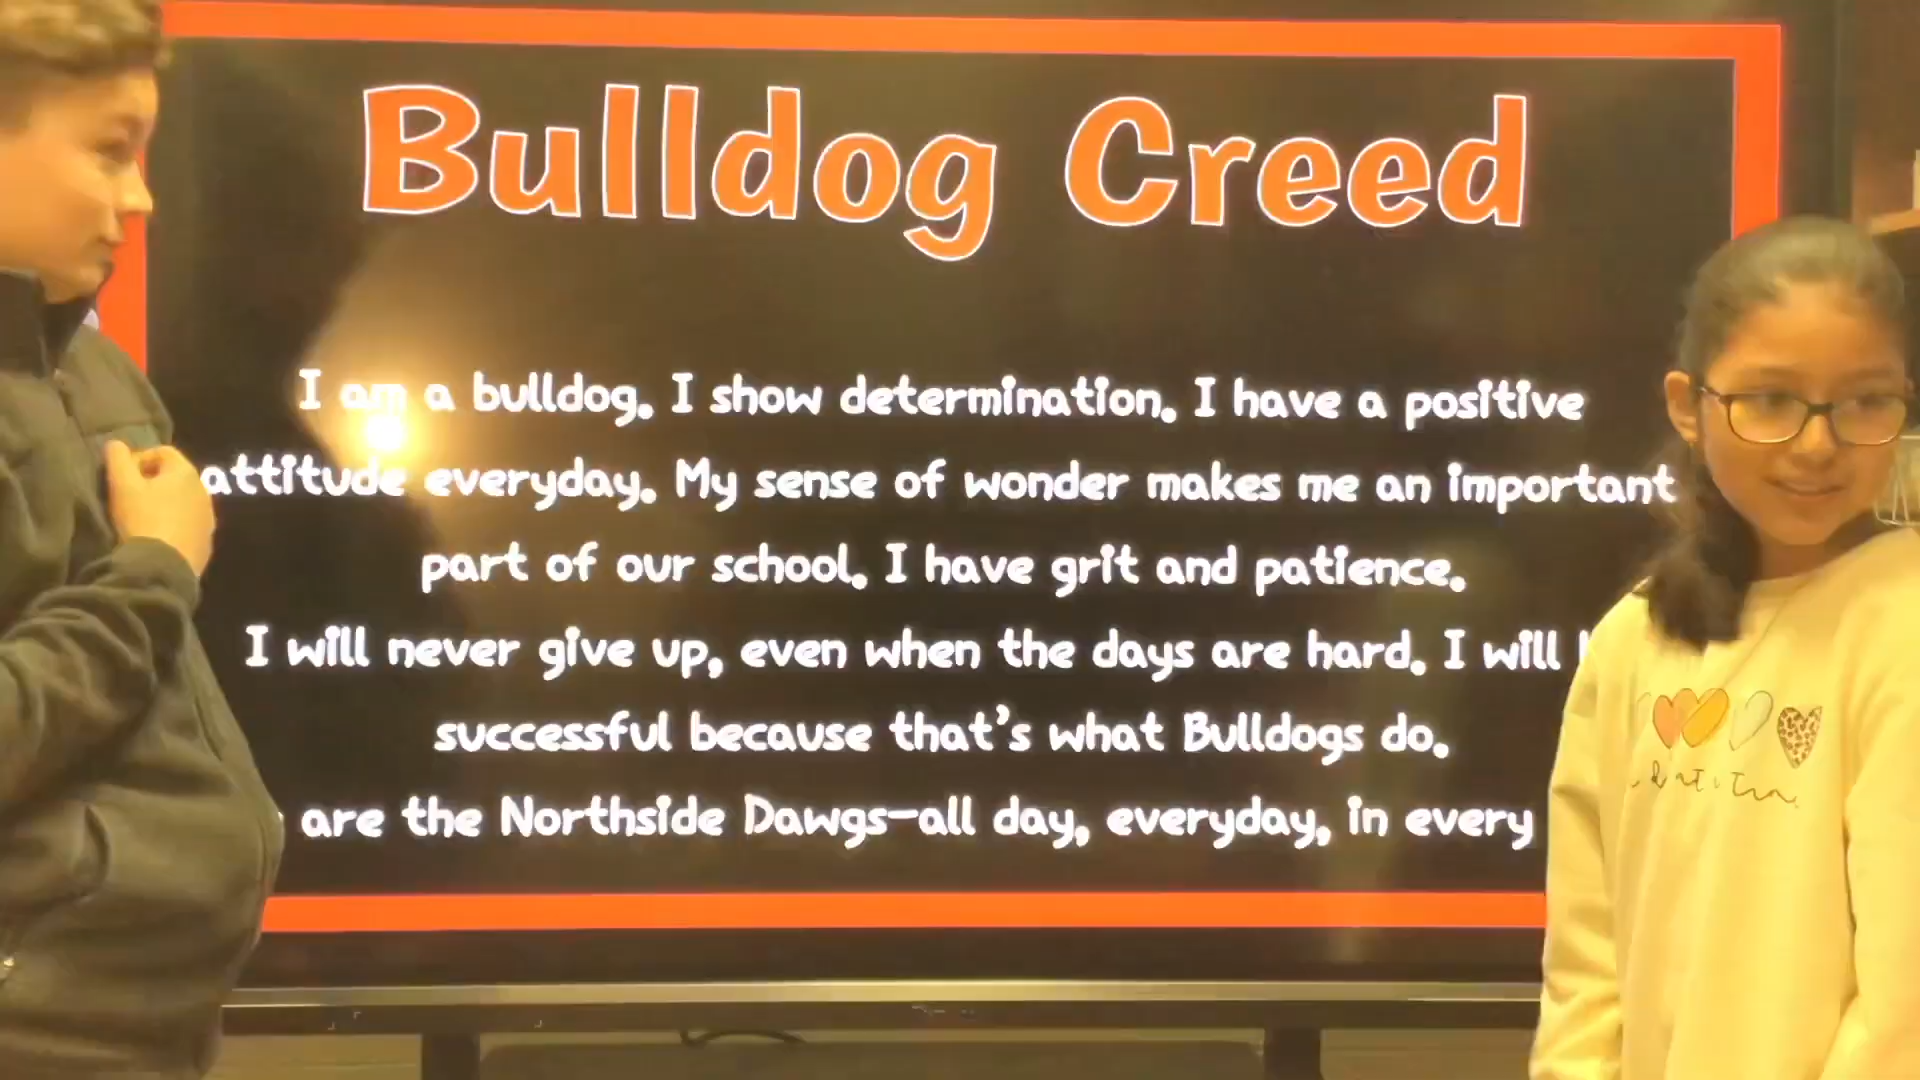 Bulldog Creed
I am a bulldog. I show determination. I have a positive
attitude everyday. My sense of wonder makes me an important
part of our school. I have grit and patience.
I will never give up, even when the days are hard. I will
successful because that's what Bulldogs do.
are the Northside Dawgs—all day, everyday, in every